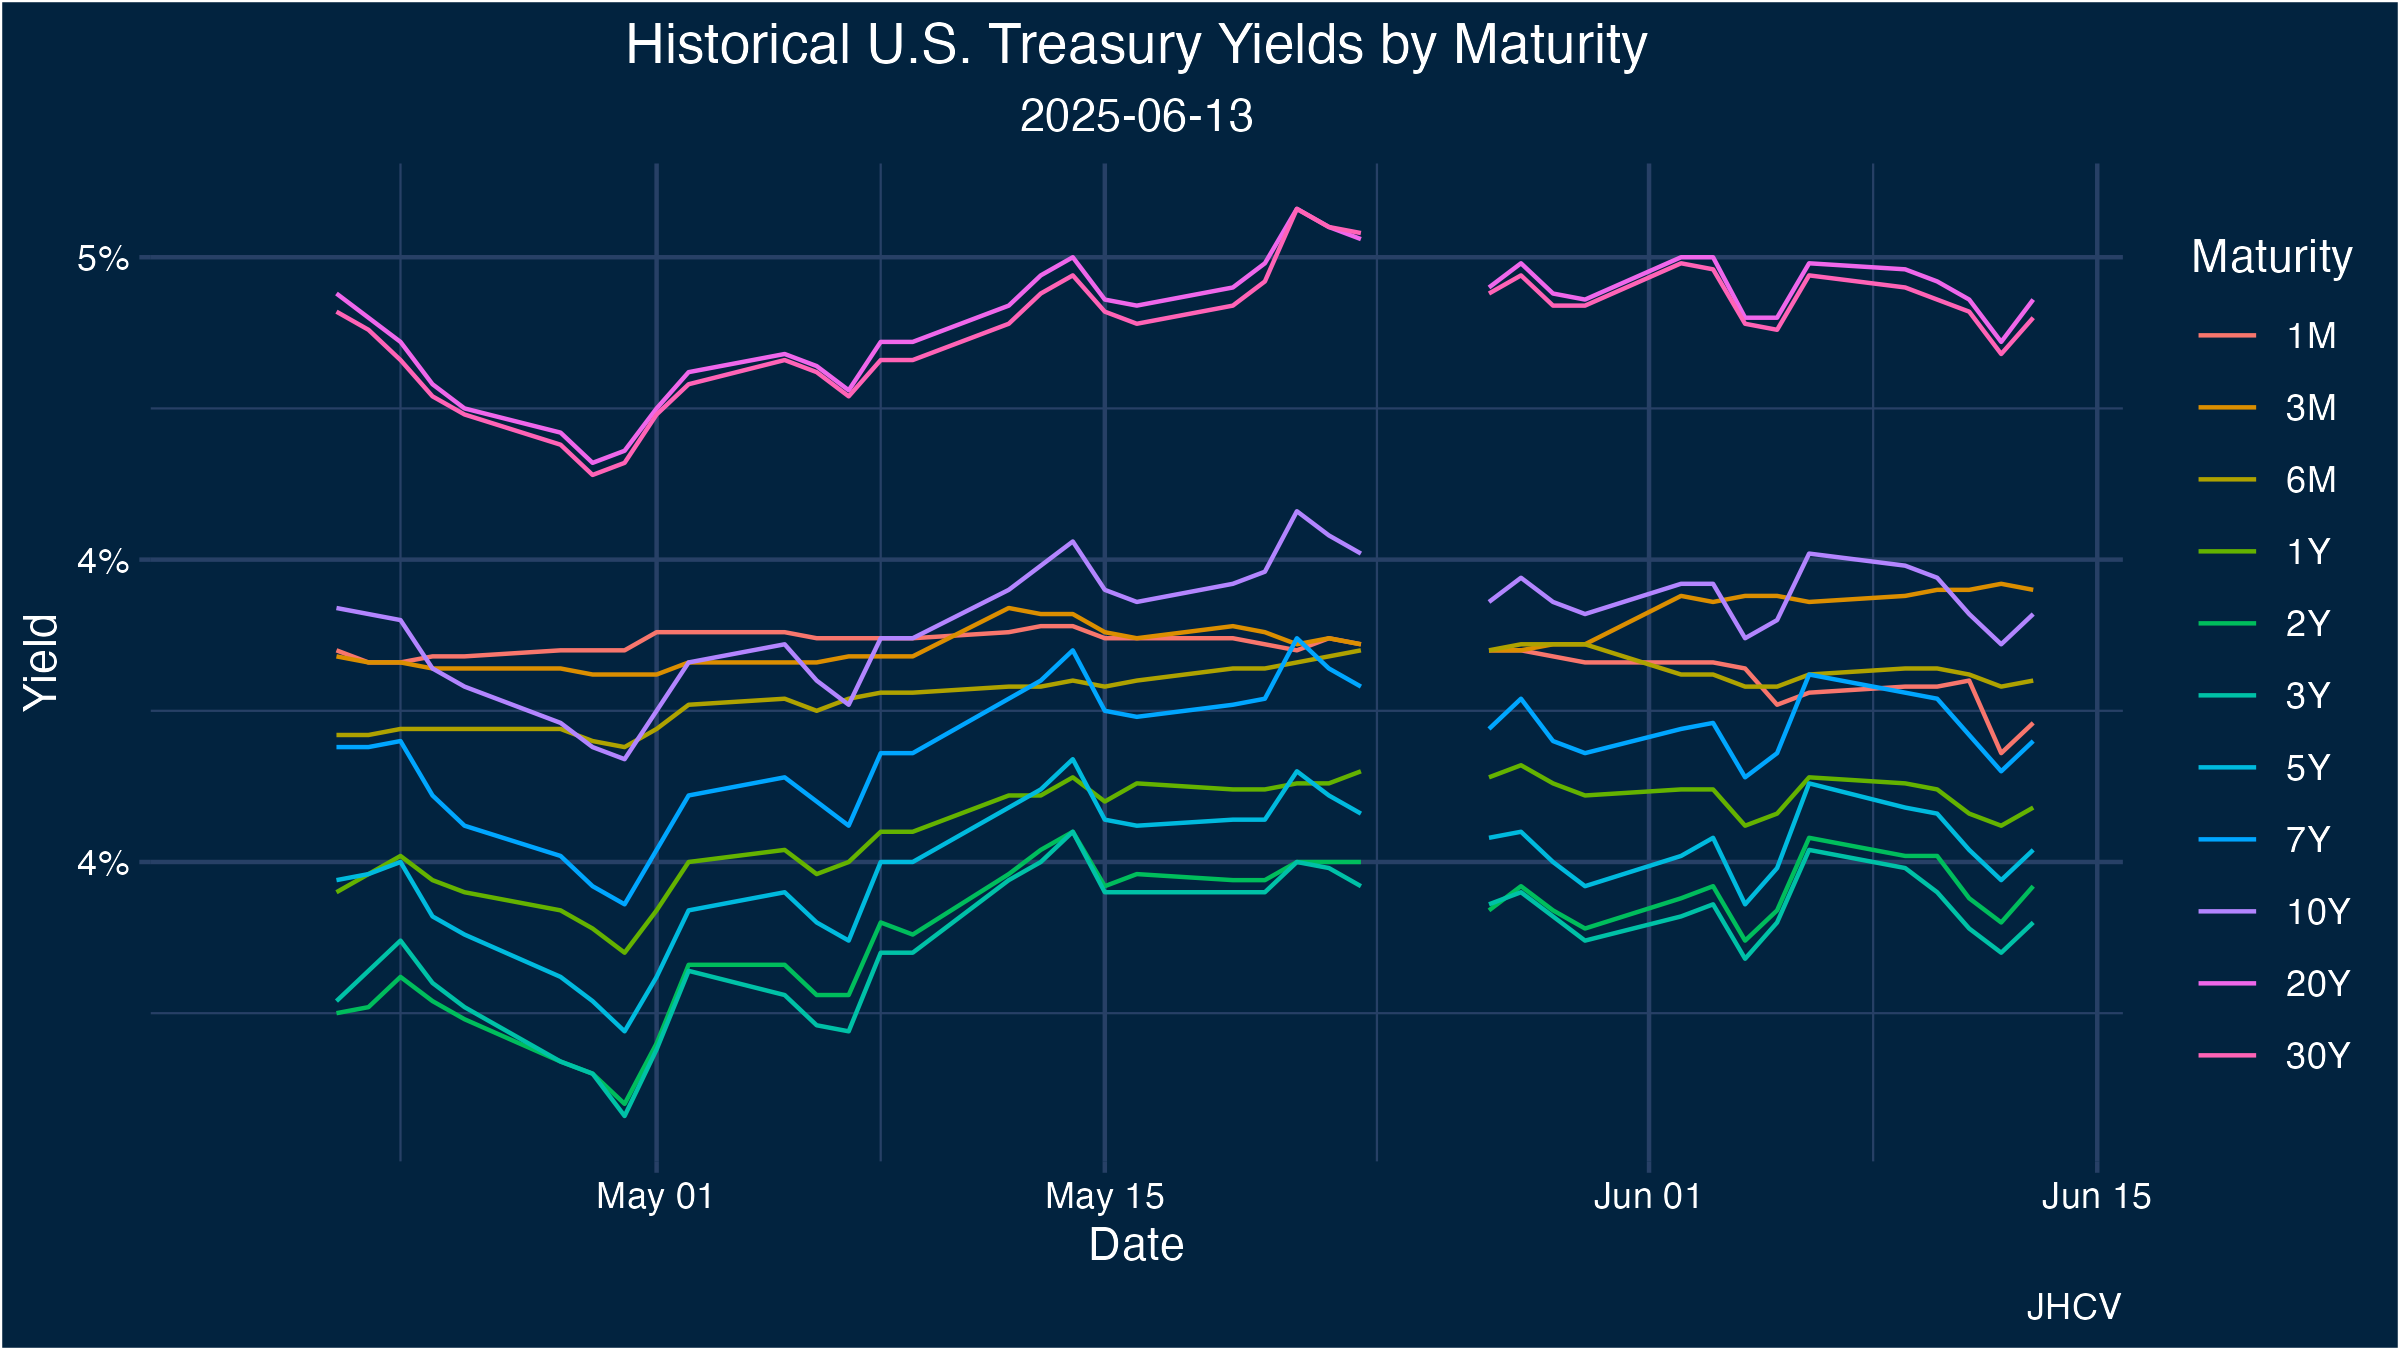 Historical U.S. Treasury Yields by Maturity
2025-06-13
Yield
5%
4%
4%
May 01
May 15
Jun 01
Jun 15
Date
Maturity
1M
3M
6M
1Y
2Y
3Y
5Y
7Y
10Y
20Y
30Y
JHCV